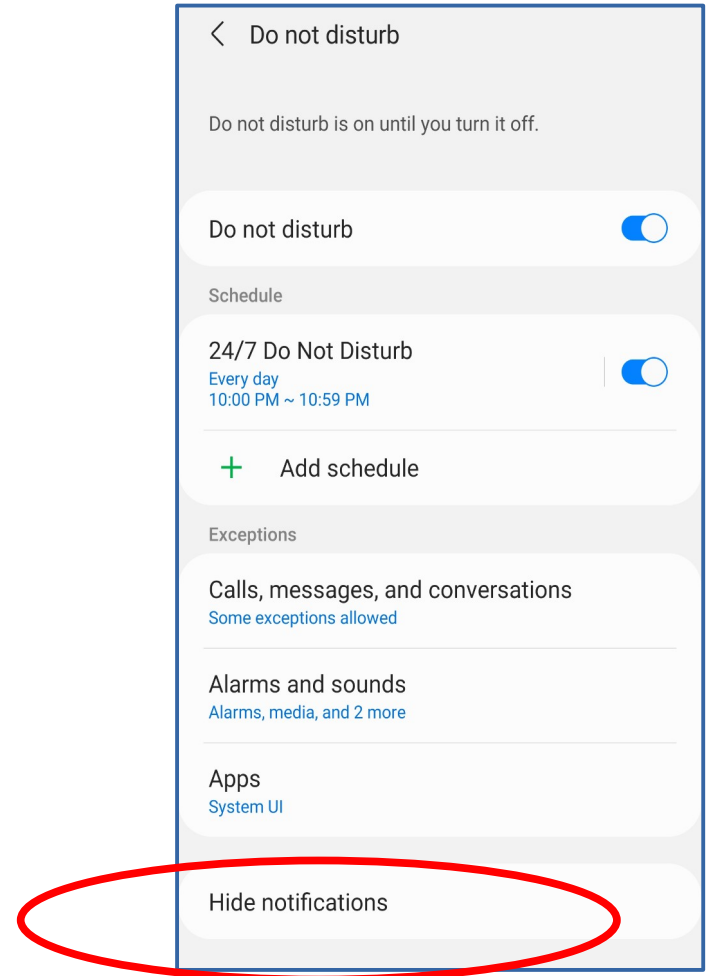 Do not disturb
Do not disturb is on until you turn it off.
Do not disturb
Schedule
24/7 Do Not Disturb
Every day
10:00 PM ~ 10:59 PM
Add schedule
Exceptions
Calls, messages, and conversations
Some exceptions allowed
Alarms and sounds
Alarms, media, and 2 more
Apps
System UI
Hide notifications